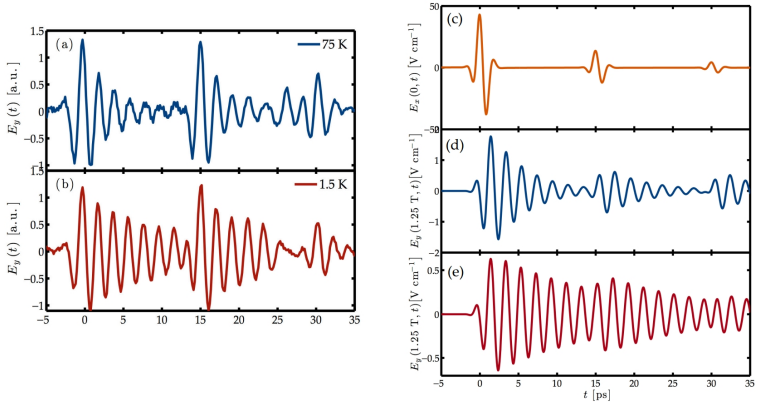 (a)
75 K
1.5
1
0.5
0
−0.5
−1
E_y (t) [a. u.]
(b)
1.5 K
1.5
1
0.5
0
−0.5
−1
E_y (t) [a. u.]
−5 0 5 10 15 20 25 30 35
(c)
50
0
−50
E_x (0, t) [V cm⁻¹]
(d)
1
0
−1
−2
E_y (1.25 T, t) [V cm⁻¹]
(e)
0.5
0
−0.5
E_y (1.25 T, t) [V cm⁻¹]
−5 0 5 10 15 20 25 30 35
t [ps]